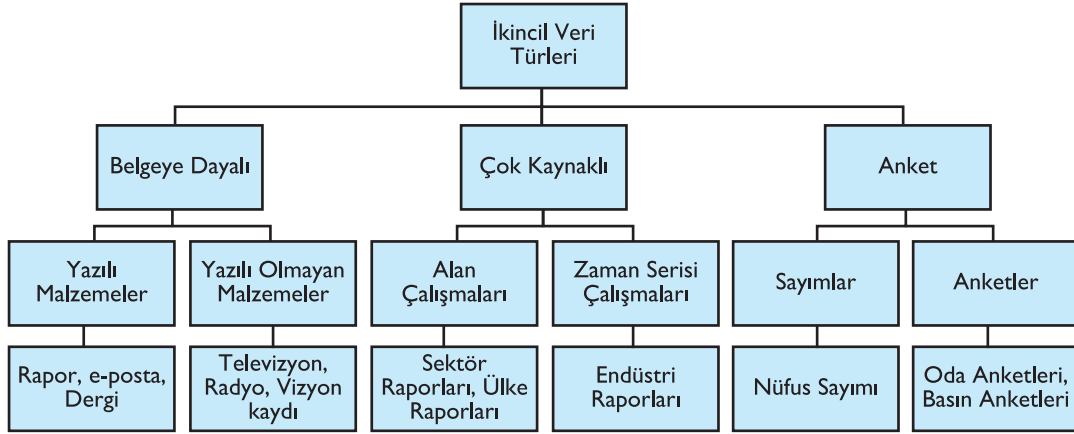 İkincil Veri
Türleri
Belgeye Dayalı
Çok Kaynaklı
Anket
Yazılı
Malzemeler
Yazılı Olmayan
Malzemeler
Alan
Çalışmaları
Zaman Serisi
Çalışmaları
Sayımlar
Anketler
Rapor, e-posta,
Dergi
Televizyon,
Radyo, Vizyon
kaydı
Sektör
Raporları, Ülke
Raporları
Endüstri
Raporları
Nüfus Sayımı
Oda Anketleri,
Basın Anketleri